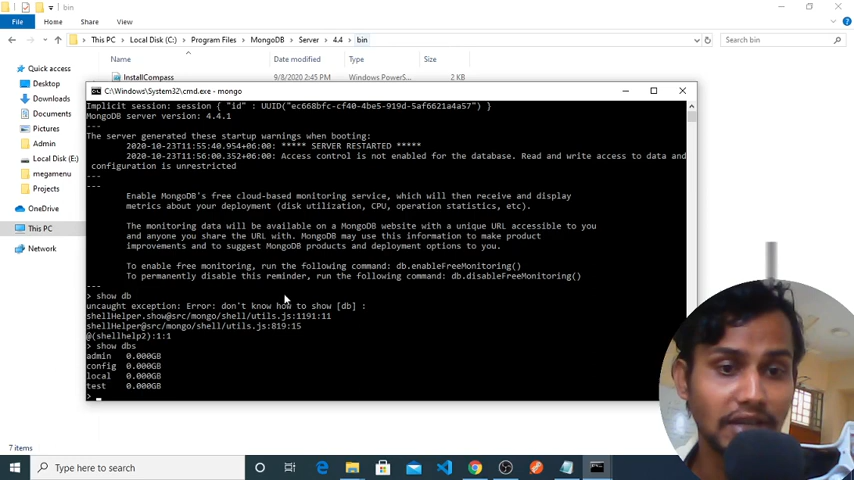 bin
File
Home
Share
View
This PC
Local Disk (C:)
Program Files
MongoDB
Server
4.4
bin
Search bin
Name
Date modified
Type
Size
Quick access
Desktop
Downloads
Documents
Pictures
Admin
Local Disk (E:)
megamenu
Projects
OneDrive
This PC
Network
InstallCompass
9/8/2020 2:45 PM
Windows PowerS...
2 KB
C:\Windows\System32\cmd.exe - mongo
Implicit session: session { "id" : UUID("ec668bfc-cf40-4be5-919d-5af6621a4a57") }
MongoDB server version: 4.4.1
---
The server generated these startup warnings when booting:
2020-10-23T11:55:40.954+06:00: ***** SERVER RESTARTED *****
2020-10-23T11:56:00.352+06:00: Access control is not enabled for the database. Read and write access to data and
configuration is unrestricted
---
---
Enable MongoDB's free cloud-based monitoring service, which will then receive and display
metrics about your deployment (disk utilization, CPU, operation statistics, etc).
The monitoring data will be available on a MongoDB website with a unique URL accessible to you
and anyone you share the URL with. MongoDB may use this information to make product
improvements and to suggest MongoDB products and deployment options to you.
To enable free monitoring, run the following command: db.enableFreeMonitoring()
To permanently disable this reminder, run the following command: db.disableFreeMonitoring()
---
> show db
uncaught exception: Error: don't know how to show [db] :
shellHelper.show@src/mongo/shell/utils.js:1191:11
shellHelper@src/mongo/shell/utils.js:819:15
@(shellhelp2):1:1
> show dbs
admin 0.000GB
config 0.000GB
local 0.000GB
test 0.000GB
>
7 items
Type here to search